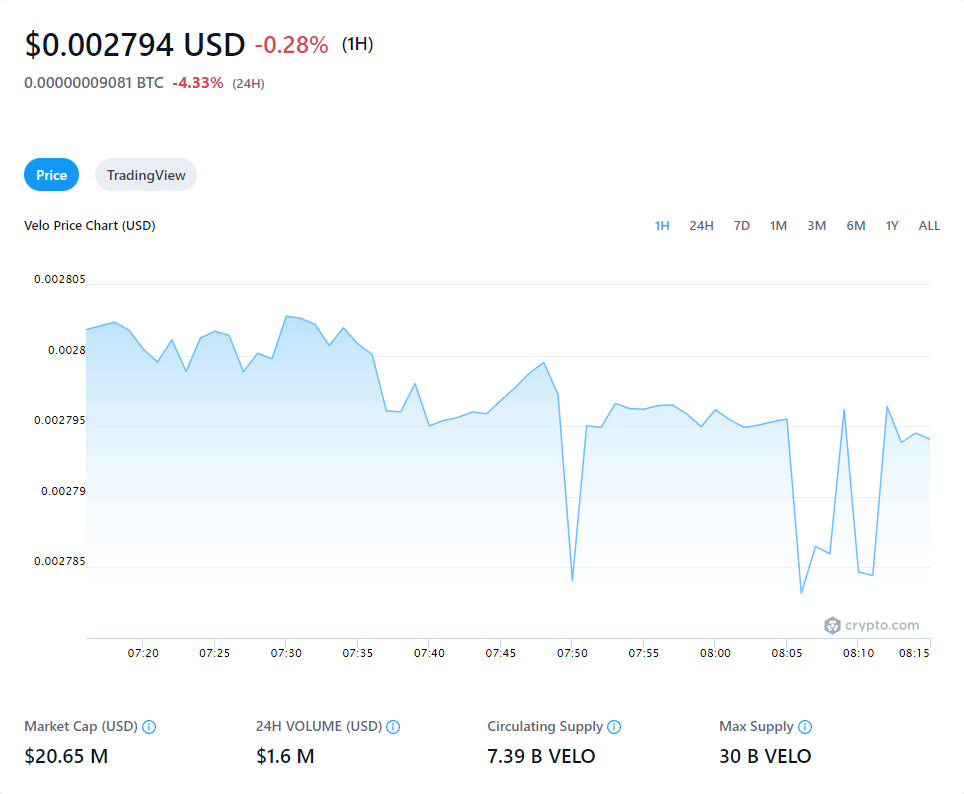 $0.002794 USD -0.28% (1H)
0.00000009081 BTC -4.33% (24H)
Price TradingView
Velo Price Chart (USD) 1H 24H 7D 1M 3M 6M 1Y ALL
0.002805
0.0028
0.002795
0.00279
0.002785
crypto.com
07:20 07:25 07:30 07:35 07:40 07:45 07:50 07:55 08:00 08:05 08:10 08:15
Market Cap (USD) 24H VOLUME (USD) Circulating Supply Max Supply
$20.65 M $1.6 M 7.39 B VELO 30 B VELO